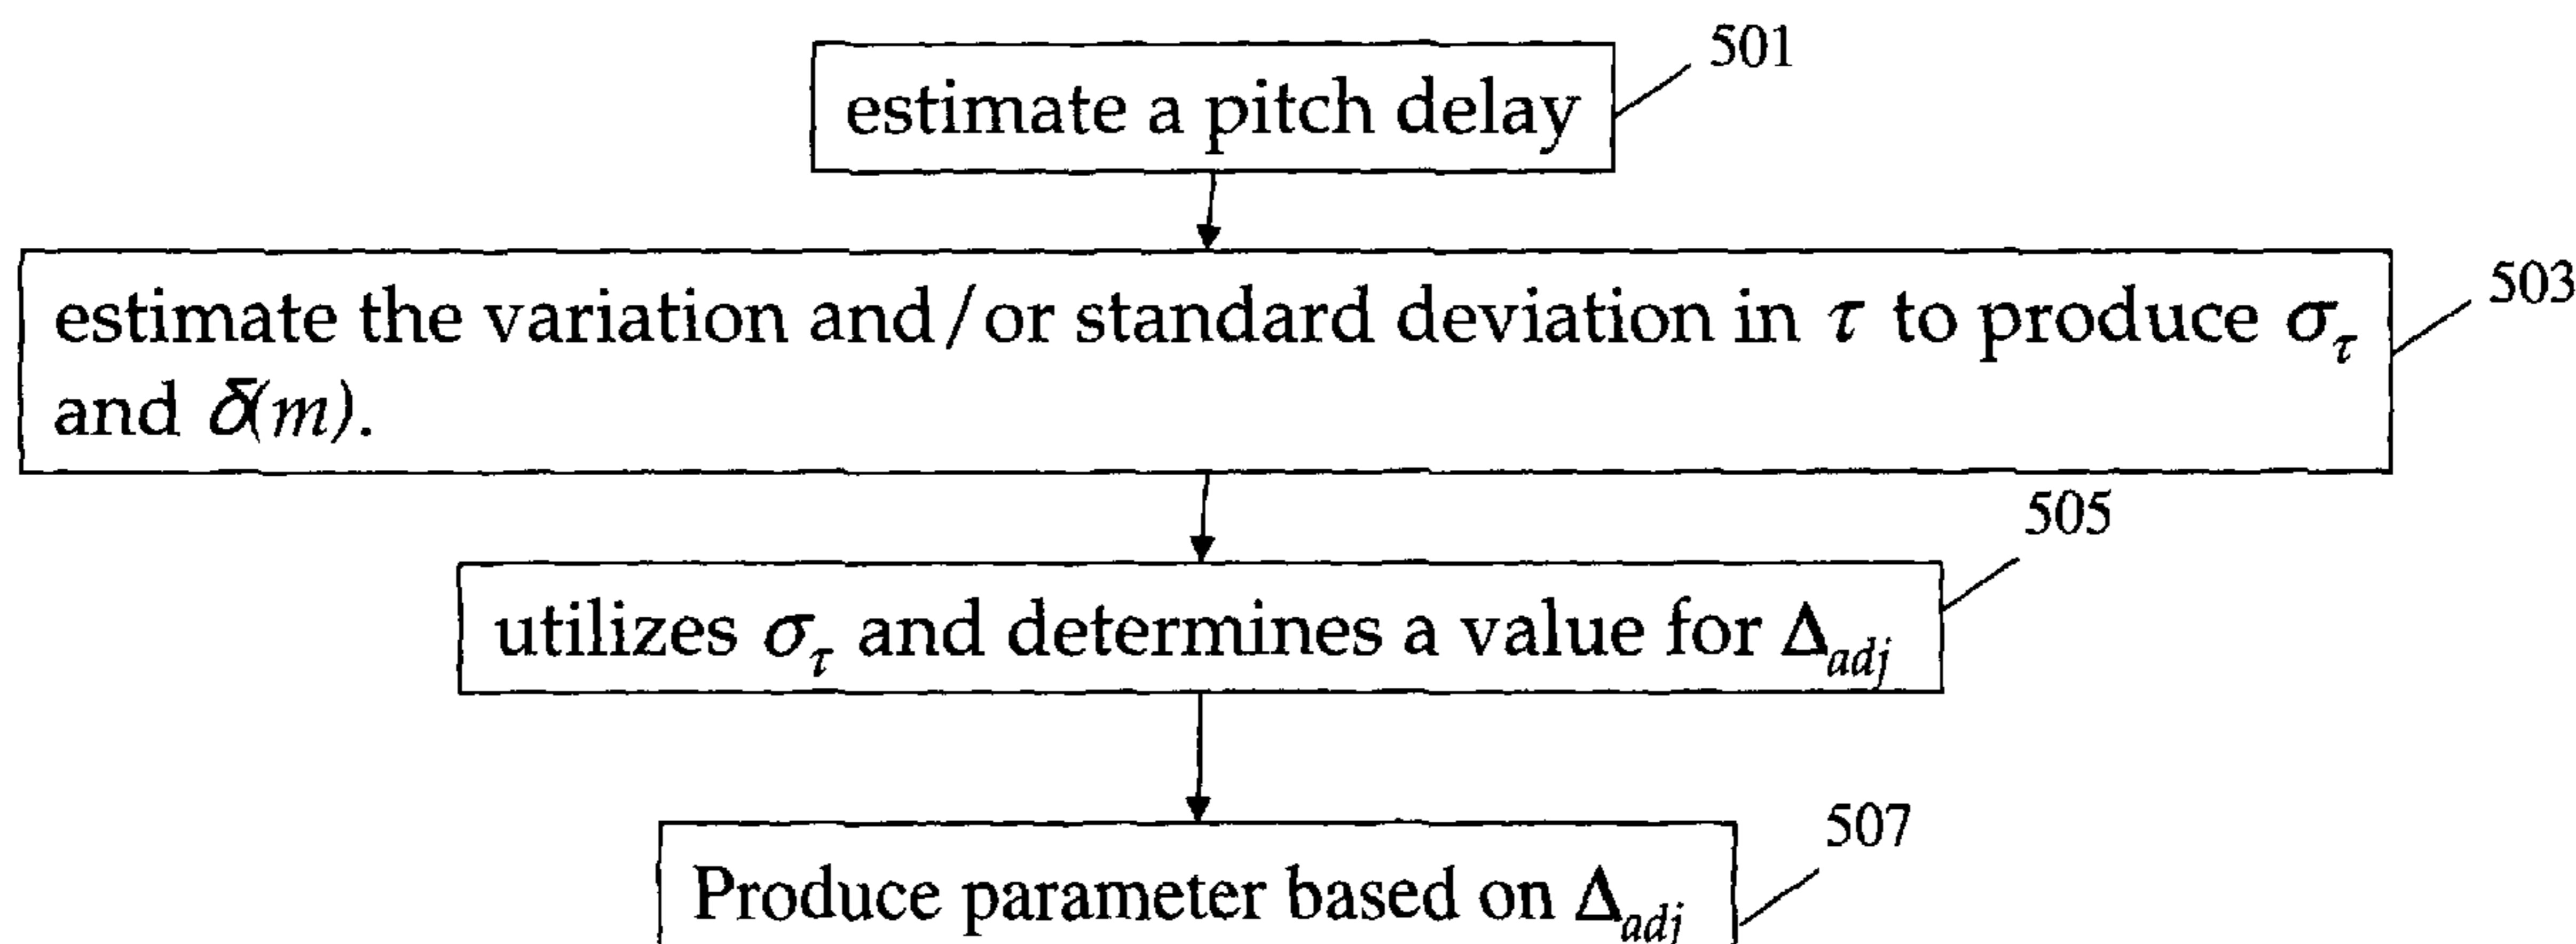 501
estimate a pitch delay
503
estimate the variation and/or standard deviation in τ to produce σ_τ
and δ(m).
505
utilizes σ_τ and determines a value for Δ_adj
507
Produce parameter based on Δ_adj